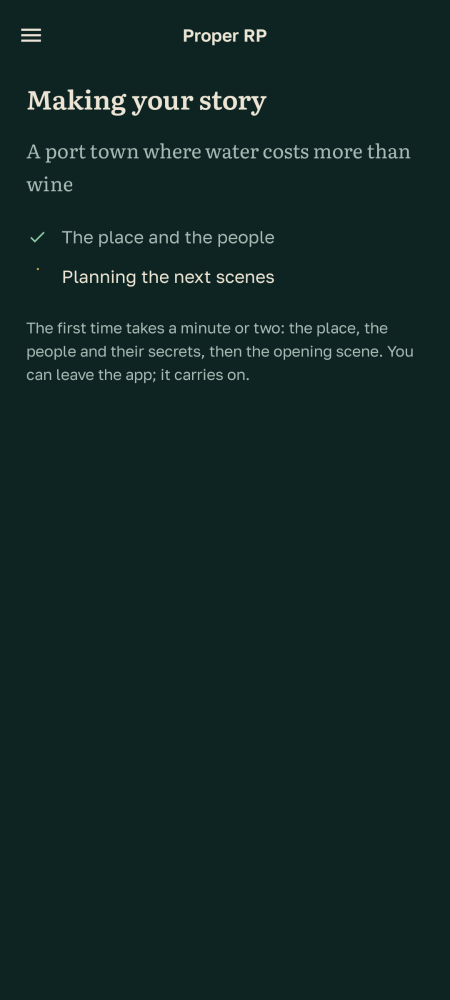 Proper RP
Making your story
A port town where water costs more than
wine
The place and the people
Planning the next scenes
The first time takes a minute or two: the place, the
people and their secrets, then the opening scene. You
can leave the app; it carries on.